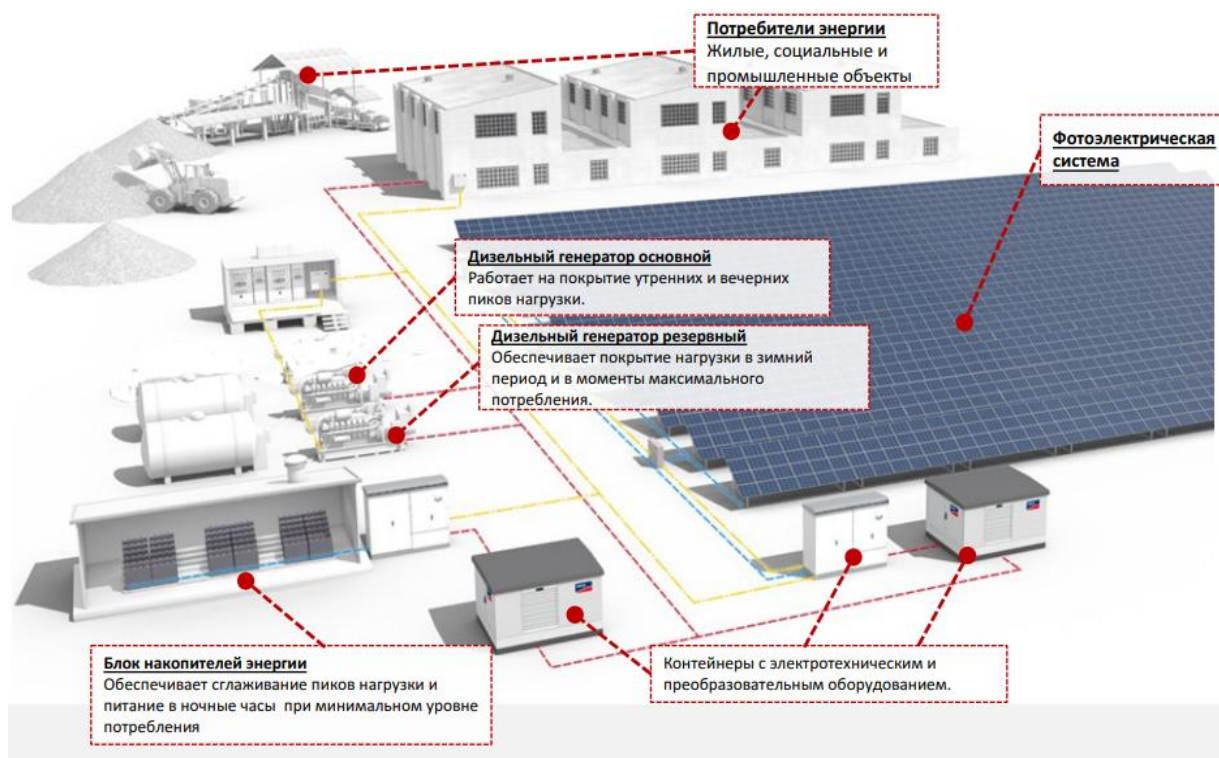 Потребители энергии
Жилые, социальные и
промышленные объекты
Фотоэлектрическая
система
Дизельный генератор основной
Работает на покрытие утренних и вечерних
пиков нагрузки.
Дизельный генератор резервный
Обеспечивает покрытие нагрузки в зимний
период и в моменты максимального
потребления.
Блок накопителей энергии
Обеспечивает сглаживание пиков нагрузки и
питание в ночные часы при минимальном уровне
потребления
Контейнеры с электротехническим и
преобразовательным оборудованием.